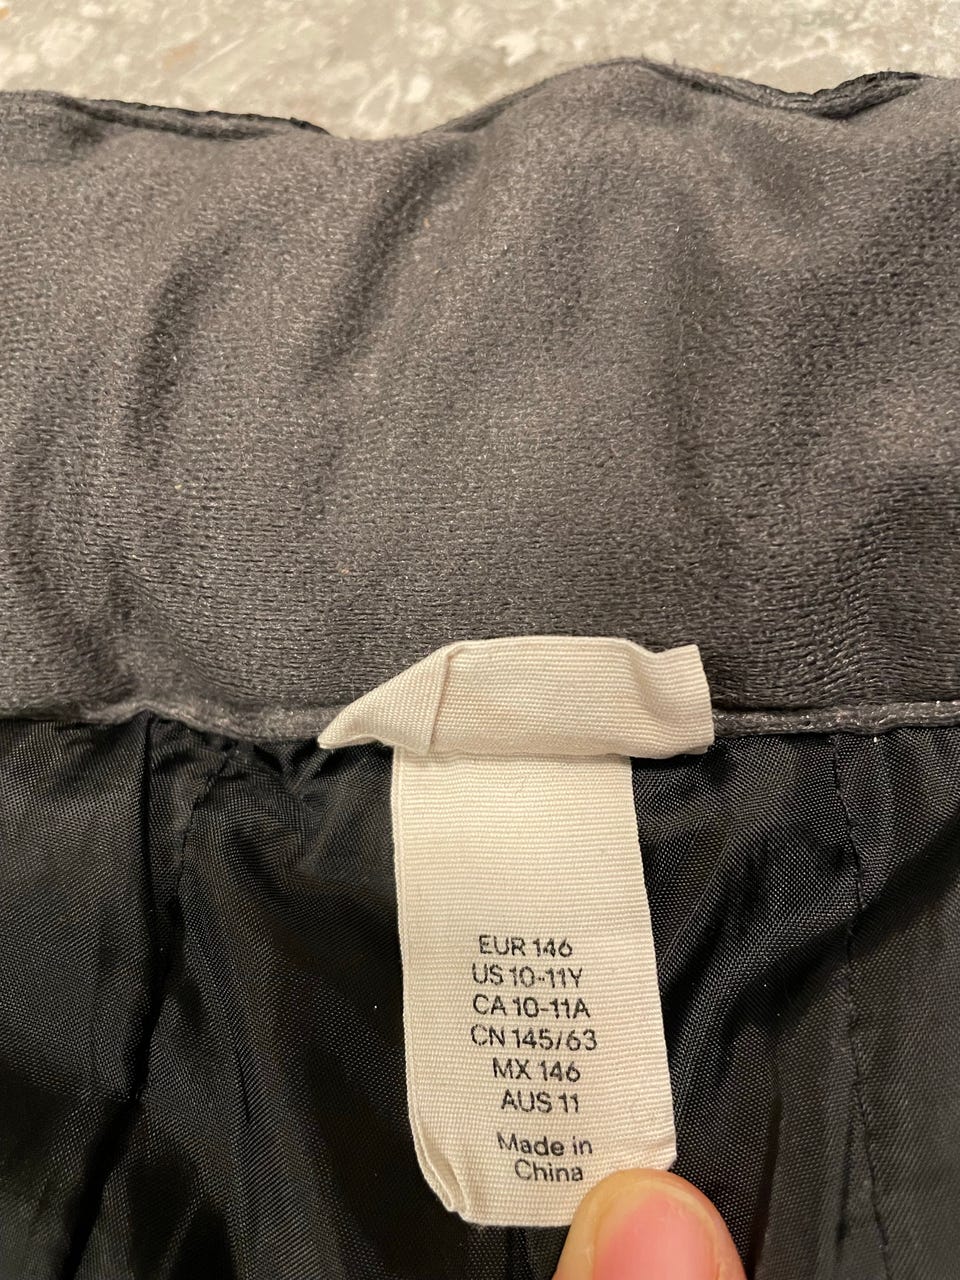 EUR 146
US 10-11Y
CA 10-11A
CN 145/63
MX 146
AUS 11
Made in
China